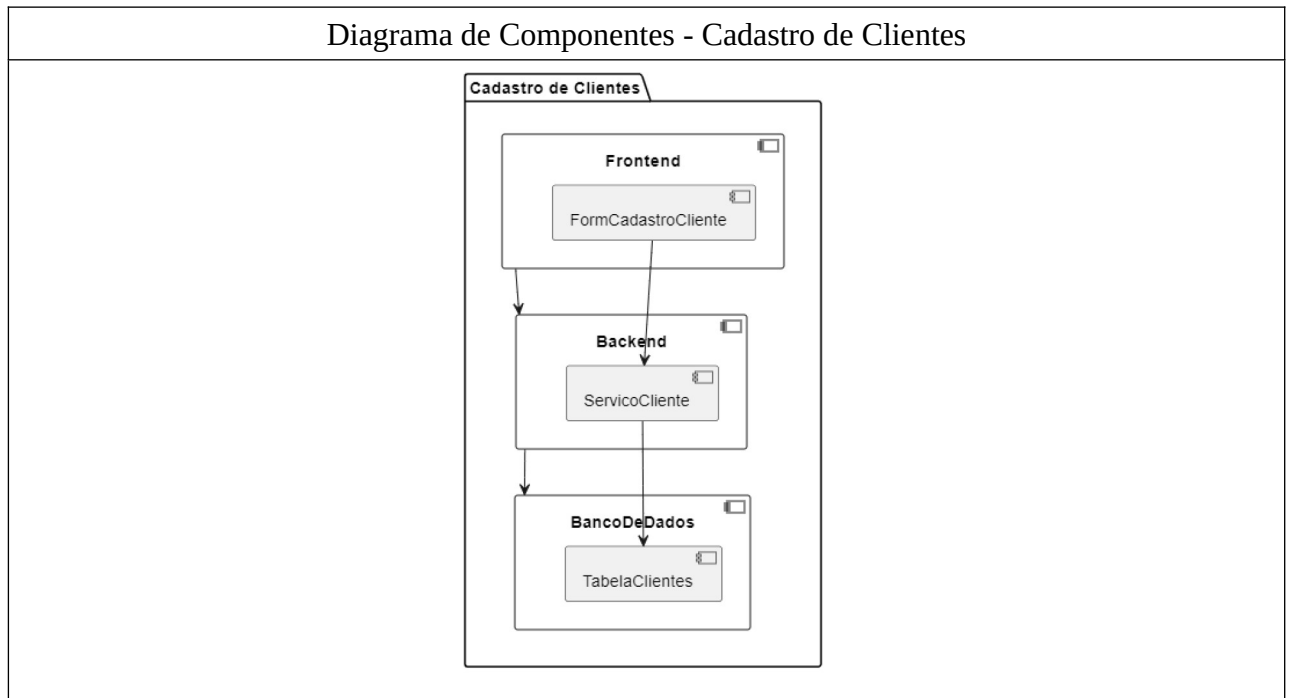 Diagrama de Componentes - Cadastro de Clientes
Cadastro de Clientes
Frontend
FormCadastroCliente
Backend
ServicoCliente
BancoDeDados
TabelaClientes